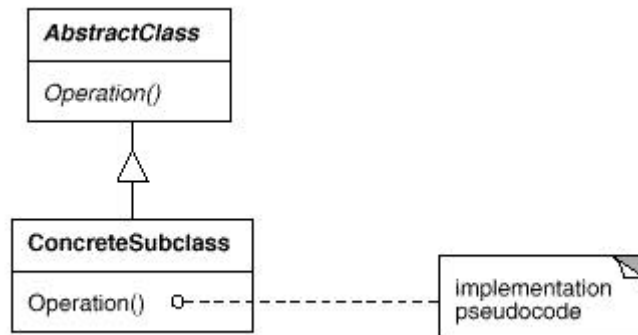 AbstractClass
Operation()
ConcreteSubclass
Operation()
implementation
pseudocode